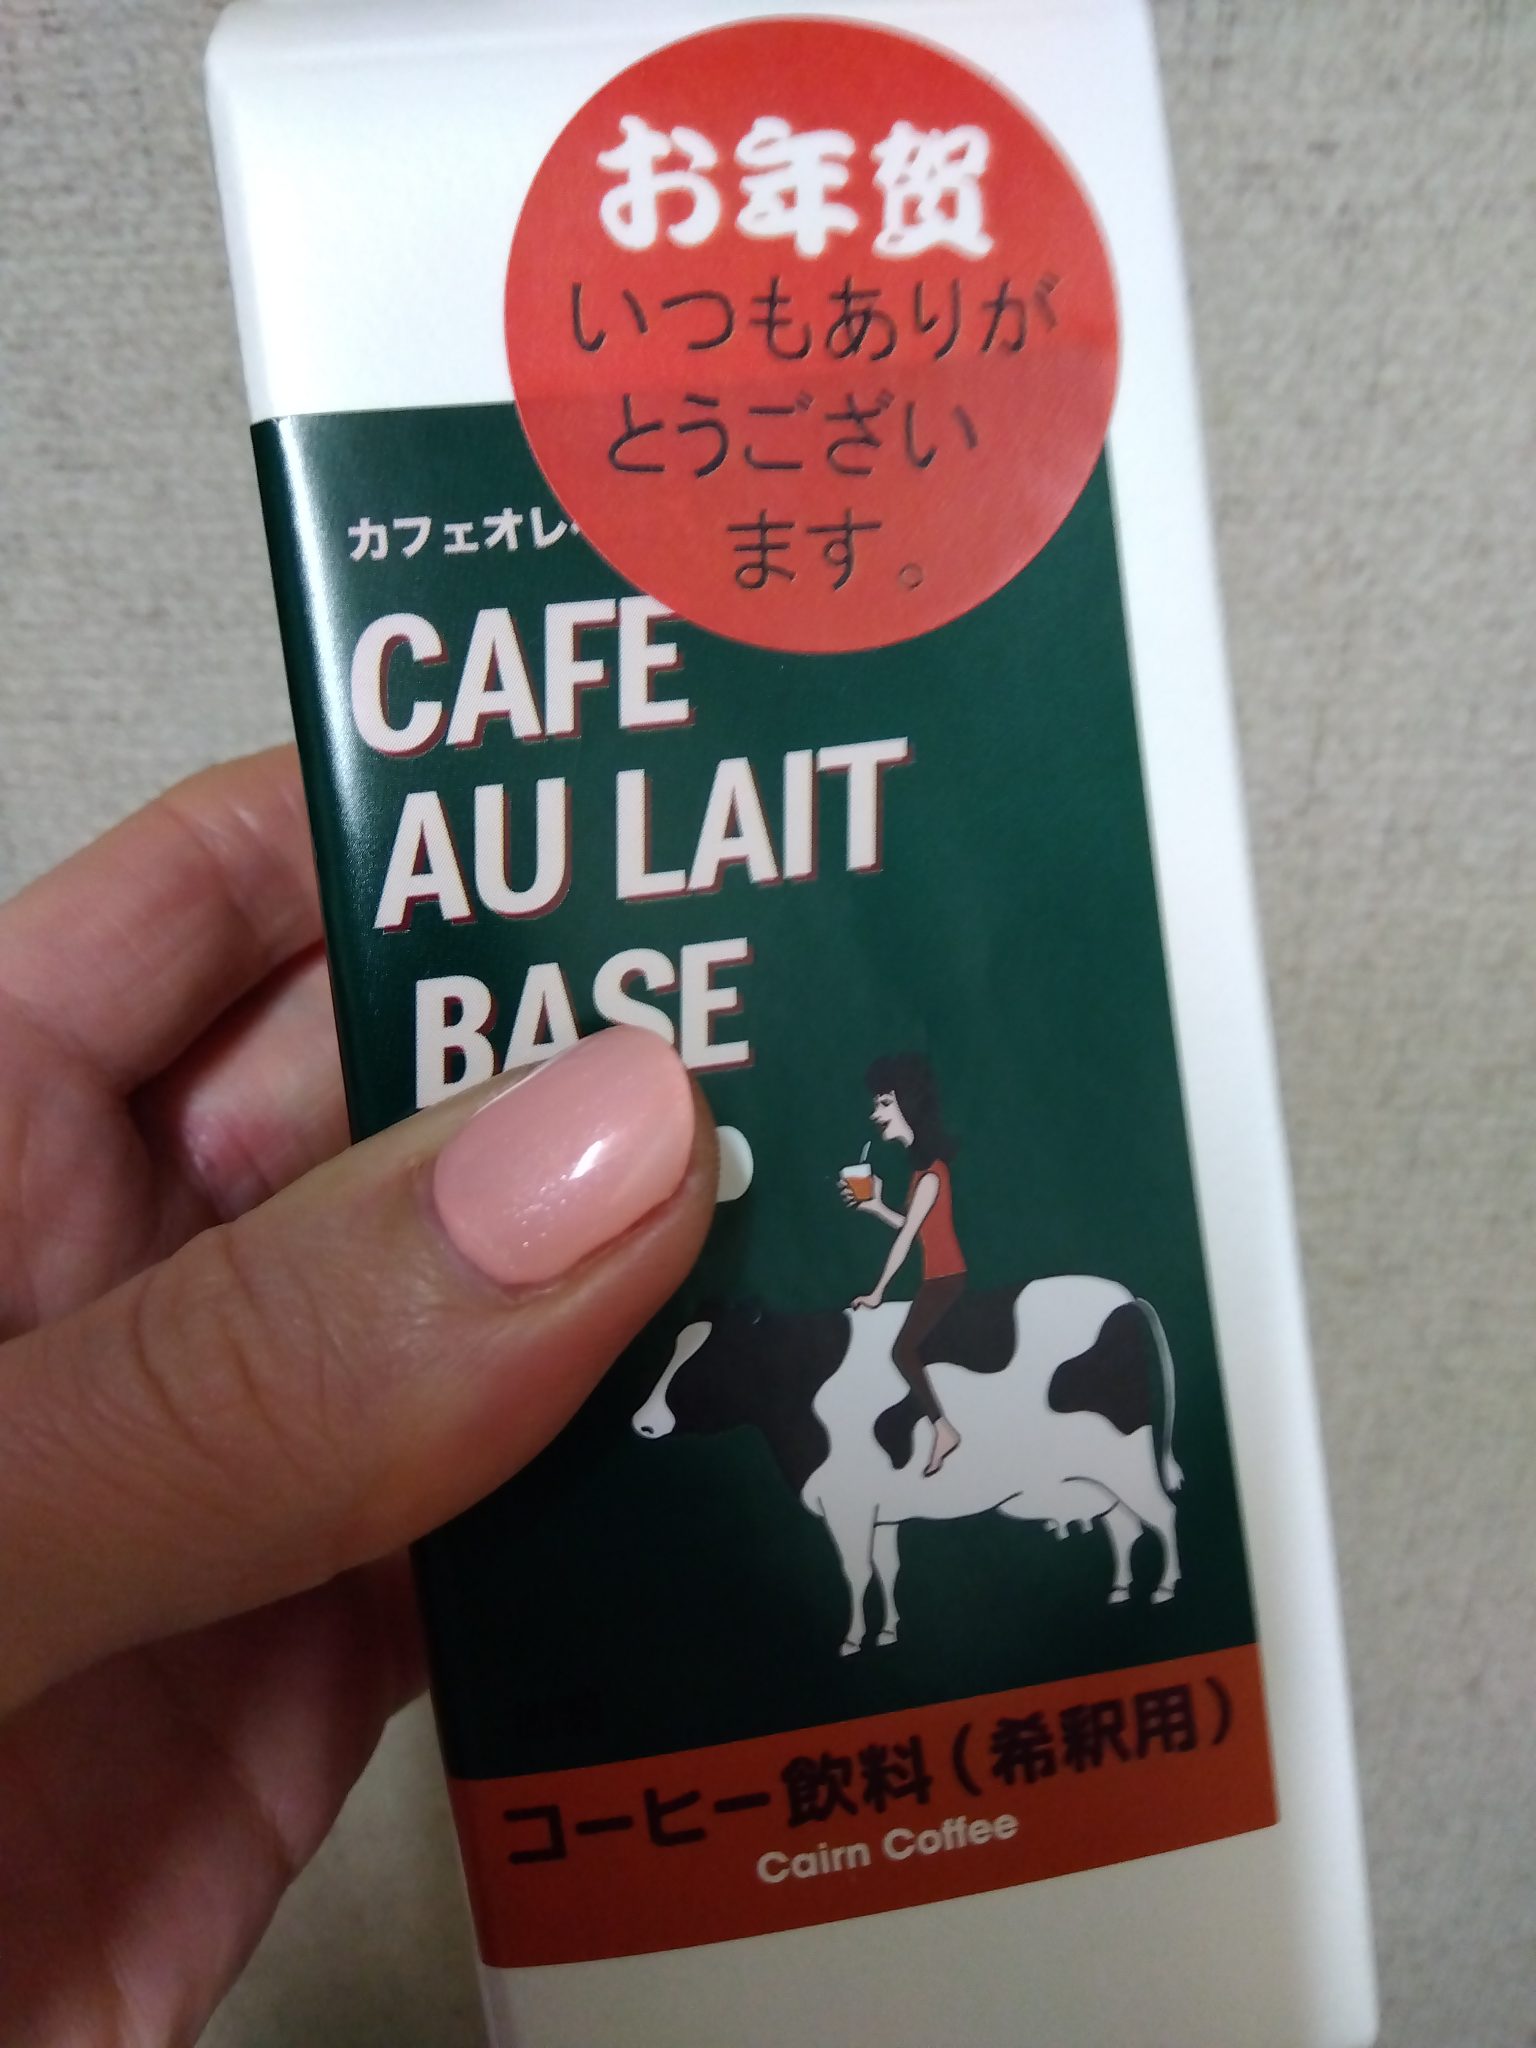 お年賀
いつもありが
とうござい
ます。
カフェオレ
CAFE
AU LAIT
BASE
コーヒー飲料(希釈用)
Cairn Coffee